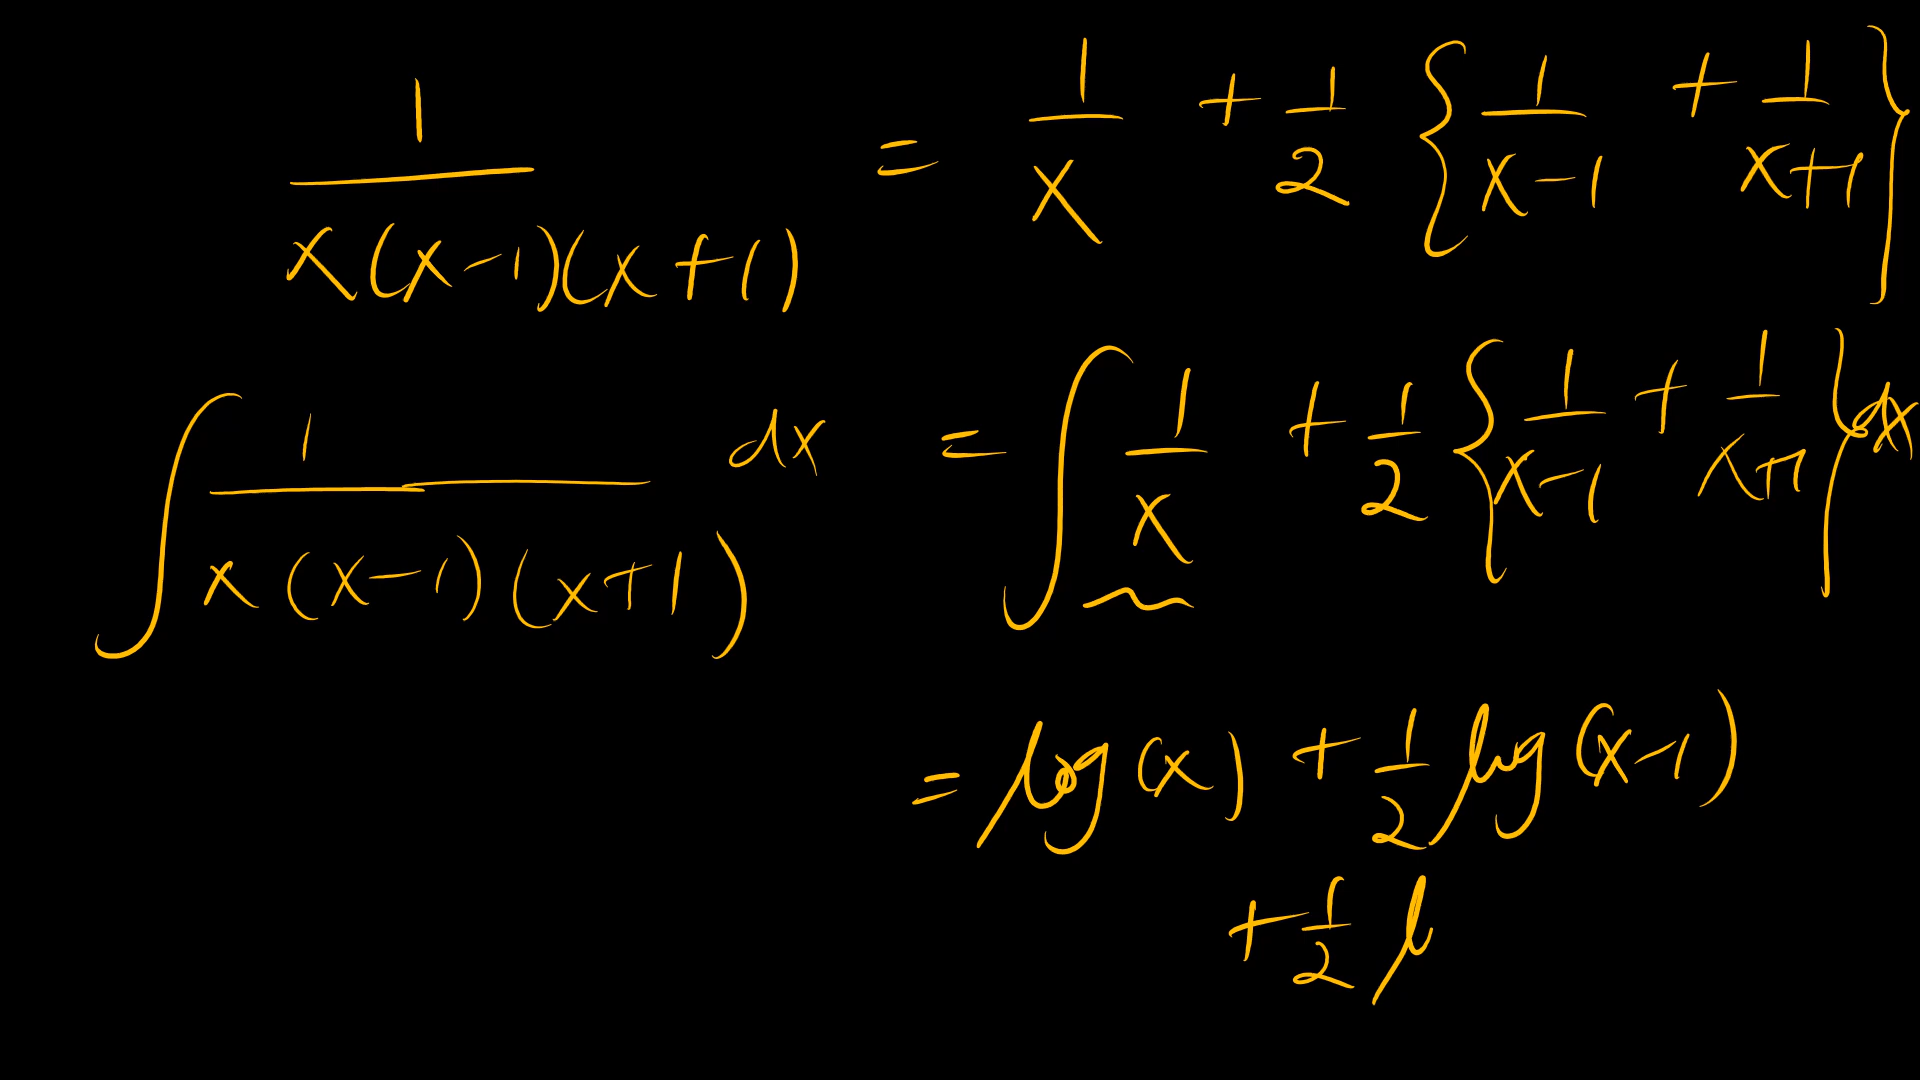 1/(x(x-1)(x+1)) = 1/x + 1/2 {1/(x-1) + 1/(x+1)}
∫ 1/(x(x-1)(x+1)) dx = ∫ 1/x + 1/2 {1/(x-1) + 1/(x+1)} dx
= log(x) + 1/2 log(x-1)
+ 1/2 l